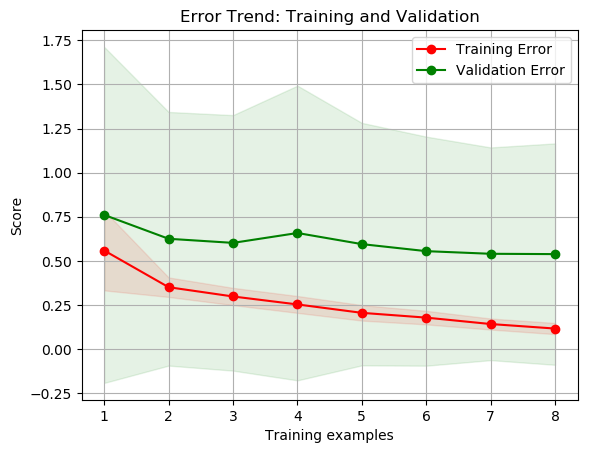 Error Trend: Training and Validation
Training Error
Validation Error
1.75
1.50
1.25
1.00
0.75
0.50
0.25
0.00
−0.25
Score
1 2 3 4 5 6 7 8
Training examples